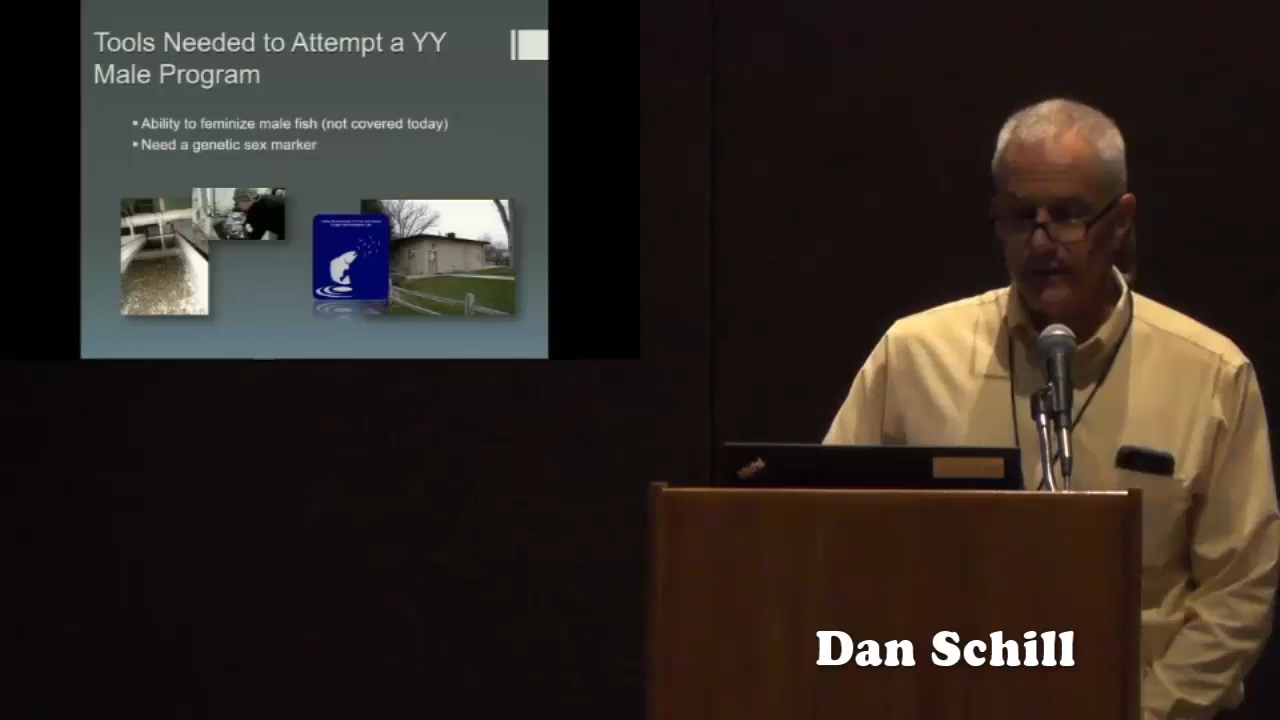 Tools Needed to Attempt a YY
Male Program
▪ Ability to feminize male fish (not covered today)
▪ Need a genetic sex marker
Dan Schill